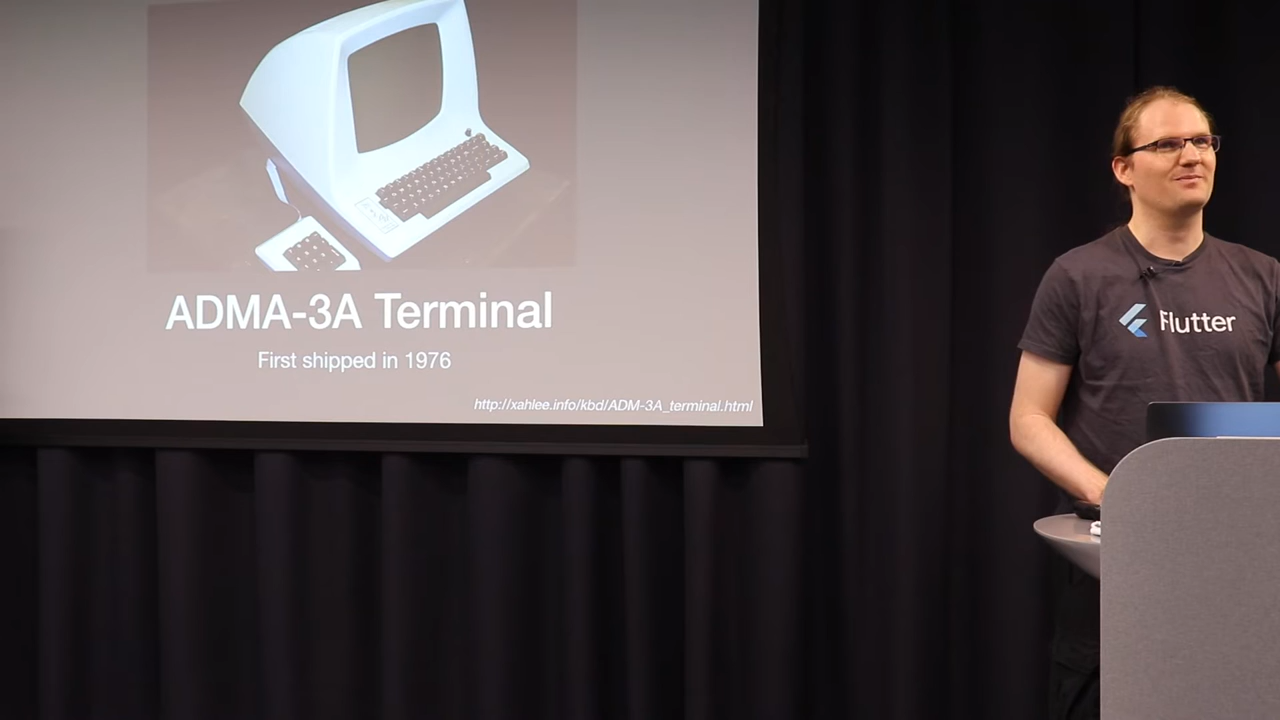 ADMA-3A Terminal
First shipped in 1976
http://xahlee.info/kbd/ADM-3A_terminal.html
Flutter